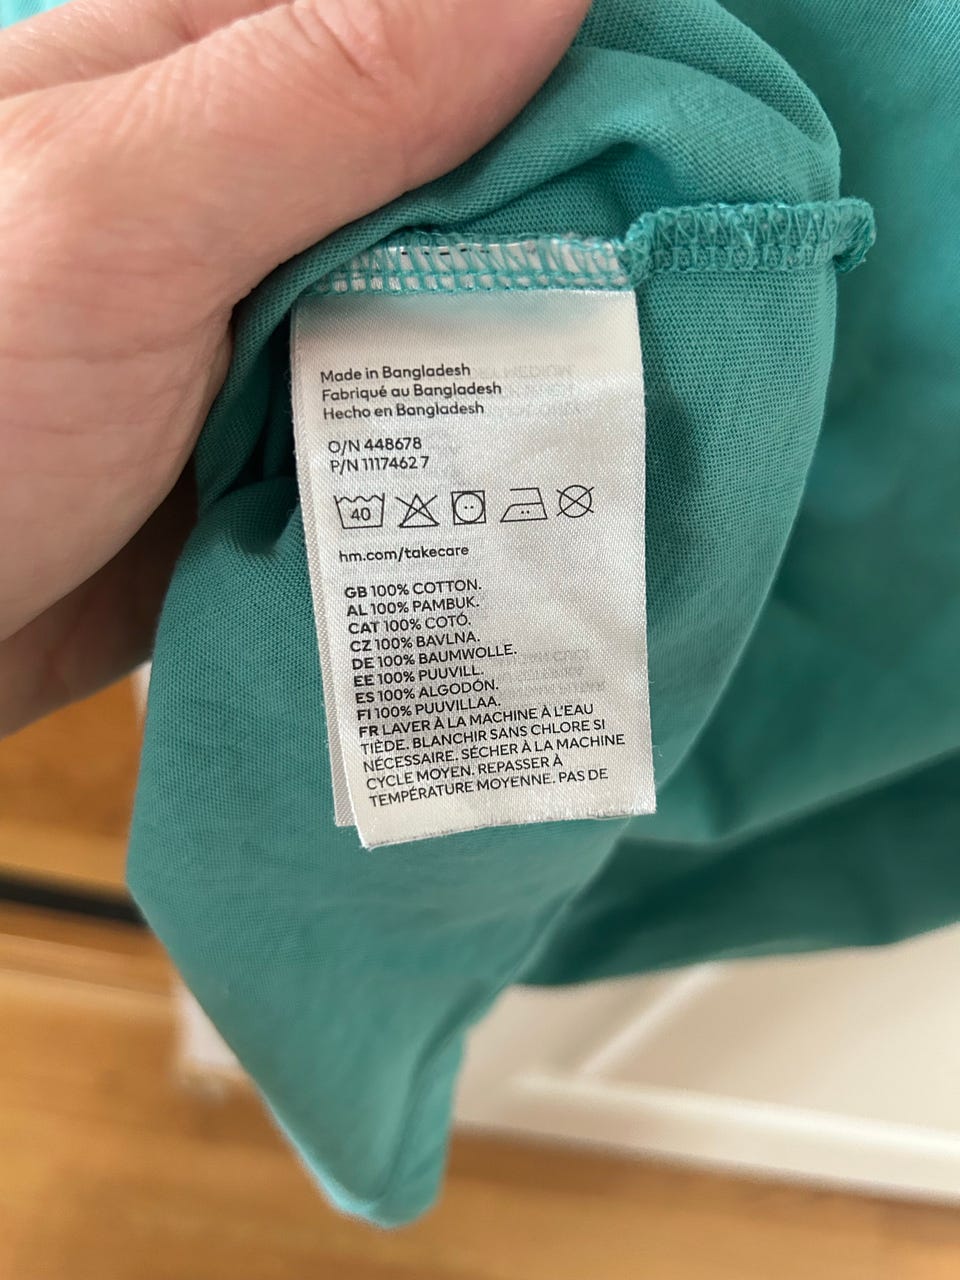 Made in Bangladesh
Fabriqué au Bangladesh
Hecho en Bangladesh
O/N 448678
P/N 1117462 7
40
hm.com/takecare
GB 100% COTTON.
AL 100% PAMBUK.
CAT 100% COTÓ.
CZ 100% BAVLNA.
DE 100% BAUMWOLLE.
EE 100% PUUVILL.
ES 100% ALGODÓN.
FI 100% PUUVILLAA.
FR LAVER À LA MACHINE À L'EAU
TIÈDE. BLANCHIR SANS CHLORE SI
NÉCESSAIRE. SÉCHER À LA MACHINE
CYCLE MOYEN. REPASSER À
TEMPÉRATURE MOYENNE. PAS DE